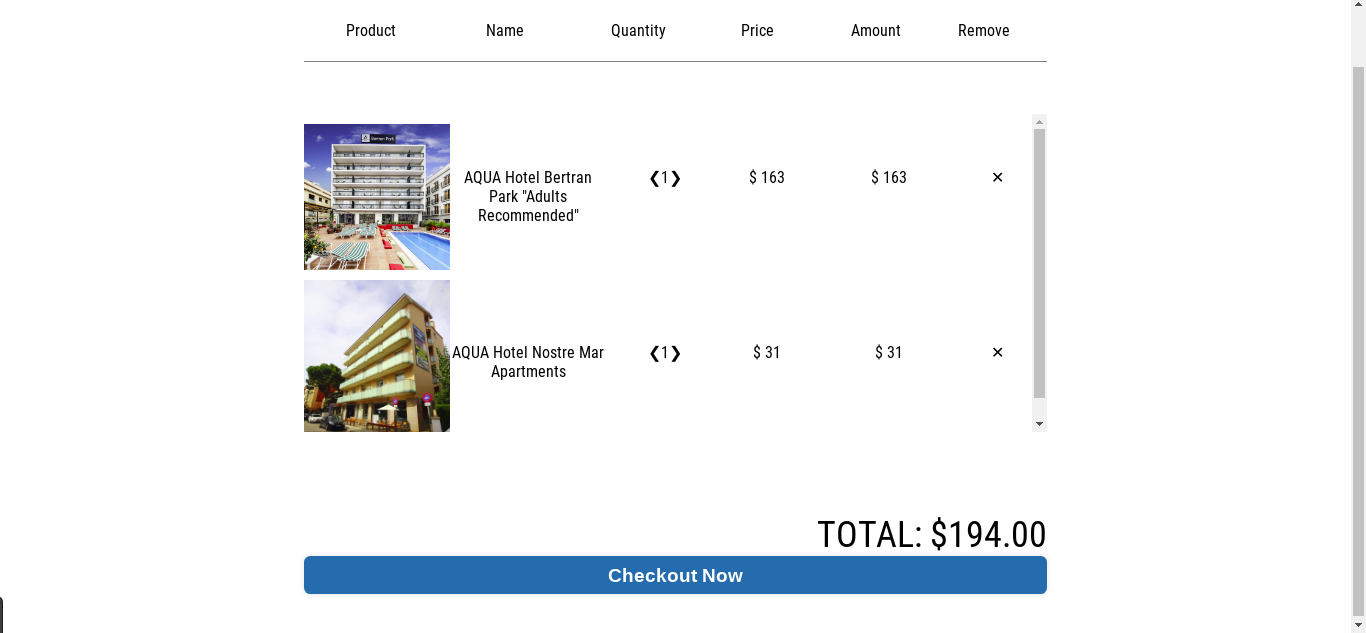 Product Name Quantity Price Amount Remove
AQUA Hotel Bertran
Park "Adults
Recommended"
❮1❯ $ 163 $ 163 ✕
AQUA Hotel Nostre Mar
Apartments
❮1❯ $ 31 $ 31 ✕
TOTAL: $194.00
Checkout Now